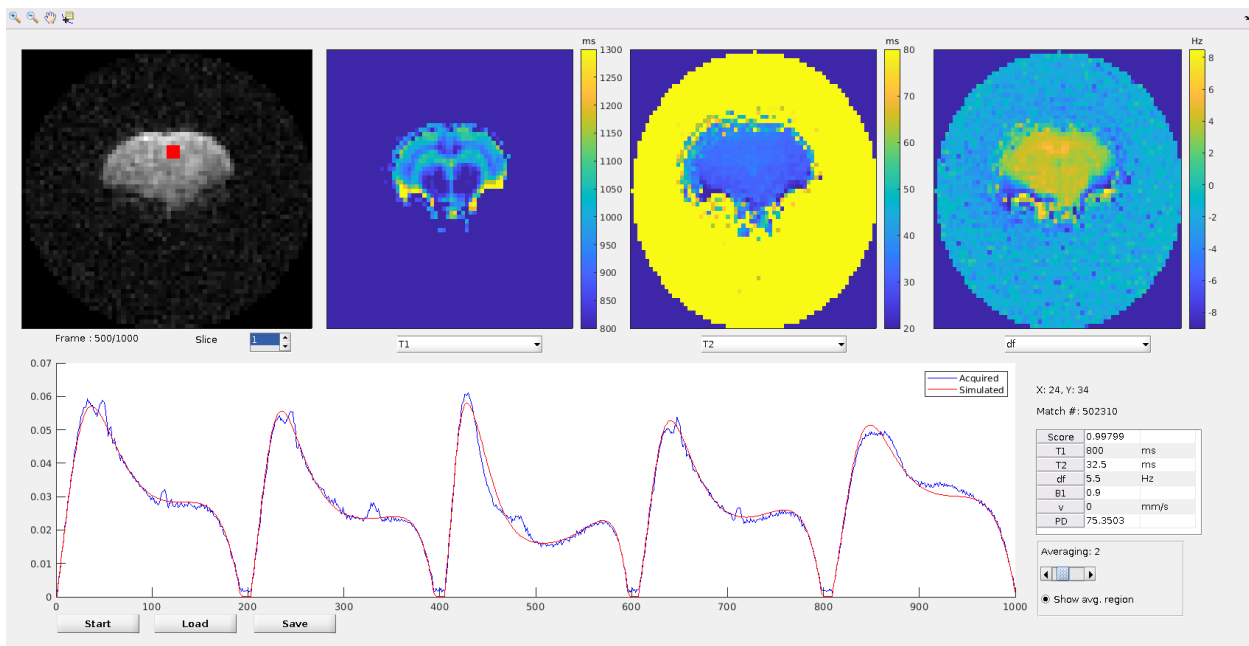 ms
1300
1250
1200
1150
1100
1050
1000
950
900
850
800
ms
80
70
60
50
40
30
20
Hz
8
6
4
2
0
-2
-4
-6
-8
Frame : 500/1000
Slice
1
T1
T2
df
0.07
0.06
0.05
0.04
0.03
0.02
0.01
0
0 100 200 300 400 500 600 700 800 900 1000
Acquired
Simulated
X: 24, Y: 34
Match #: 502310
Score 0.99799
T1 800 ms
T2 32.5 ms
df 5.5 Hz
B1 0.9
v 0 mm/s
PD 75.3503
Averaging: 2
Show avg. region
Start Load Save